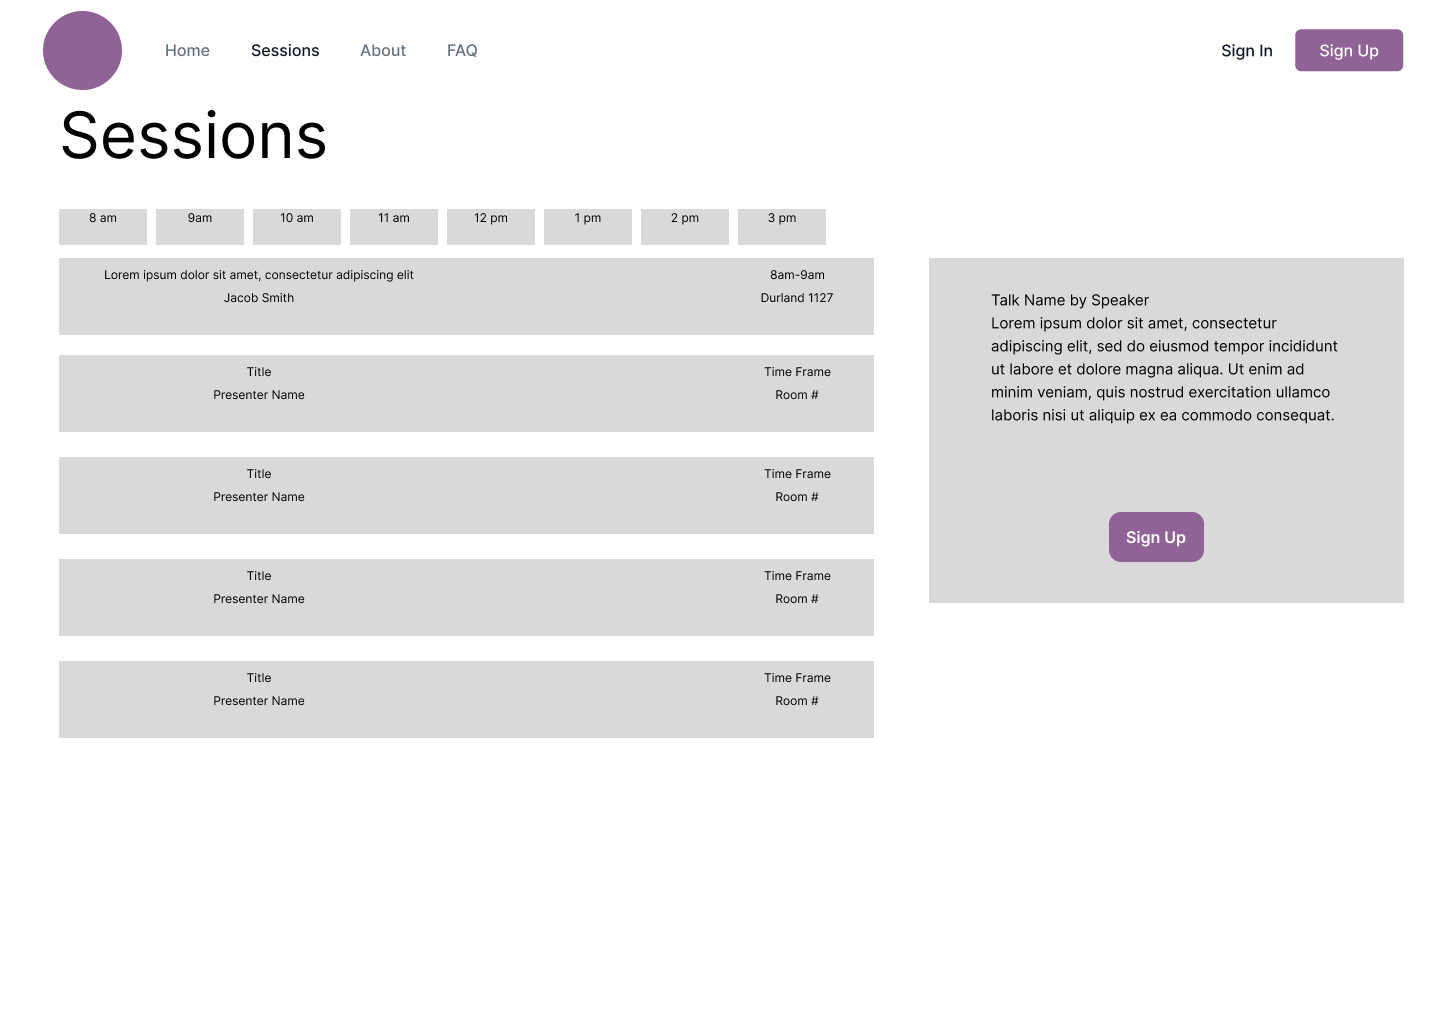 Home Sessions About FAQ Sign In Sign Up
Sessions
8 am 9am 10 am 11 am 12 pm 1 pm 2 pm 3 pm
Lorem ipsum dolor sit amet, consectetur adipiscing elit 8am-9am
Jacob Smith Durland 1127
Title Time Frame
Presenter Name Room #
Title Time Frame
Presenter Name Room #
Title Time Frame
Presenter Name Room #
Title Time Frame
Presenter Name Room #
Talk Name by Speaker
Lorem ipsum dolor sit amet, consectetur
adipiscing elit, sed do eiusmod tempor incididunt
ut labore et dolore magna aliqua. Ut enim ad
minim veniam, quis nostrud exercitation ullamco
laboris nisi ut aliquip ex ea commodo consequat.
Sign Up